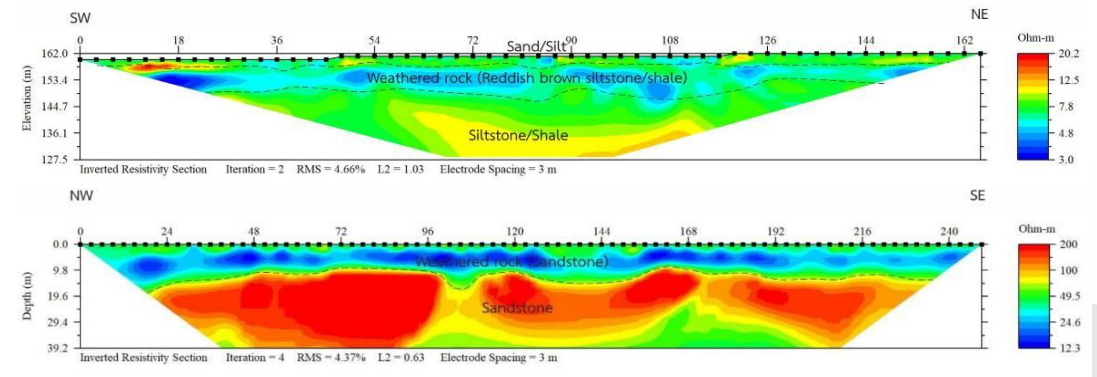 SW NE
0 18 36 54 72 90 108 126 144 162
Sand/Silt
Ohm-m
162.0 20.2
153.4 12.5
144.7 7.8
136.1 4.8
127.5 3.0
Elevation (m)
Weathered rock (Reddish brown siltstone/shale)
Siltstone/Shale
Inverted Resistivity Section Iteration = 2 RMS = 4.66% L2 = 1.03 Electrode Spacing = 3 m
NW SE
0 24 48 72 96 120 144 168 192 216 240
Ohm-m
0.0 200
9.8 100
19.6 49.5
29.4 24.6
39.2 12.3
Depth (m)
Weathered rock (Sandstone)
Sandstone
Inverted Resistivity Section Iteration = 4 RMS = 4.37% L2 = 0.63 Electrode Spacing = 3 m